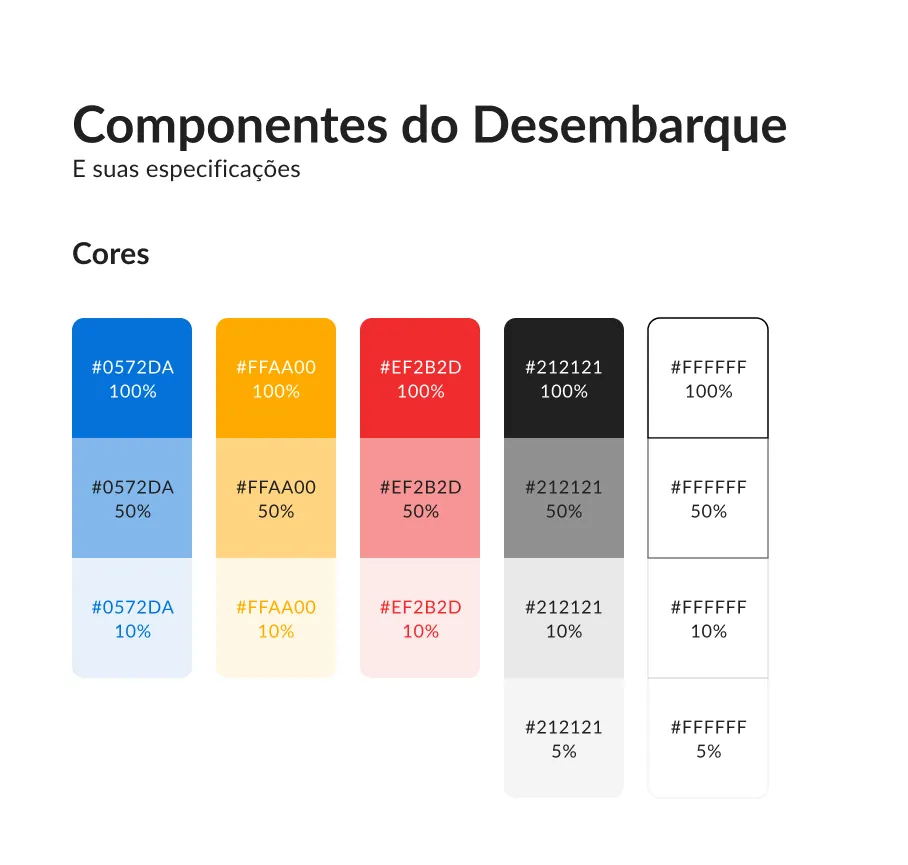 Componentes do Desembarque
E suas especificações
Cores
#0572DA
100%
#FFAA00
100%
#EF2B2D
100%
#212121
100%
#FFFFFF
100%
#0572DA
50%
#FFAA00
50%
#EF2B2D
50%
#212121
50%
#FFFFFF
50%
#0572DA
10%
#FFAA00
10%
#EF2B2D
10%
#212121
10%
#FFFFFF
10%
#212121
5%
#FFFFFF
5%